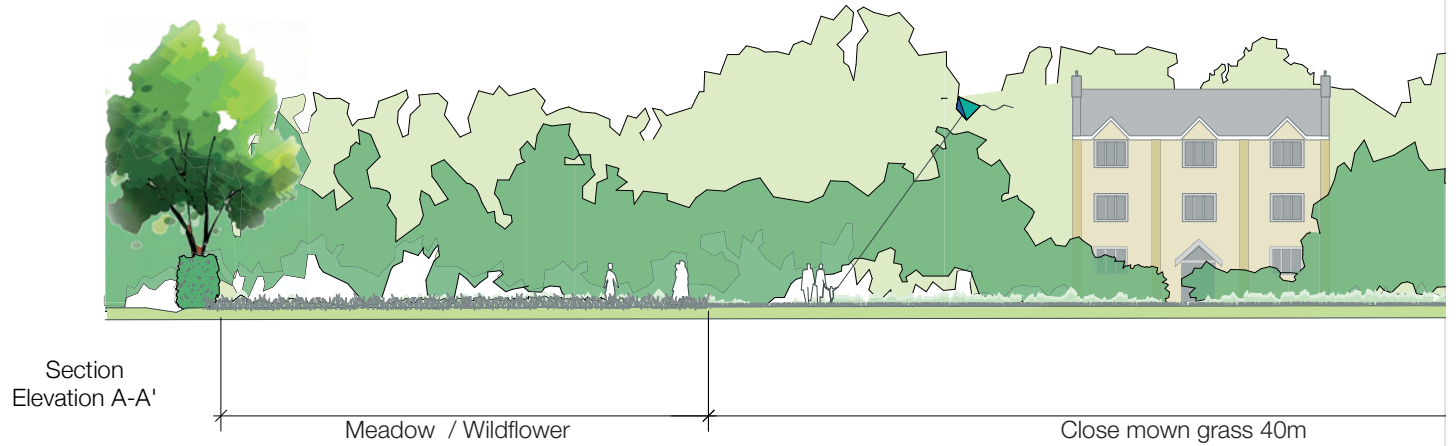 Section
Elevation A-A'
Meadow / Wildflower
Close mown grass 40m